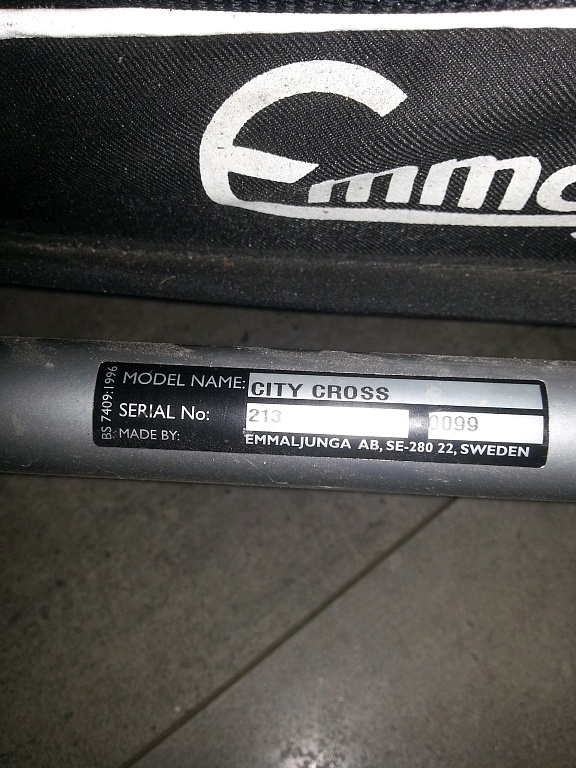 MODEL NAME: CITY CROSS
SERIAL No: 213 0099
MADE BY: EMMALJUNGA AB, SE-280 22, SWEDEN
BS 7409:1996